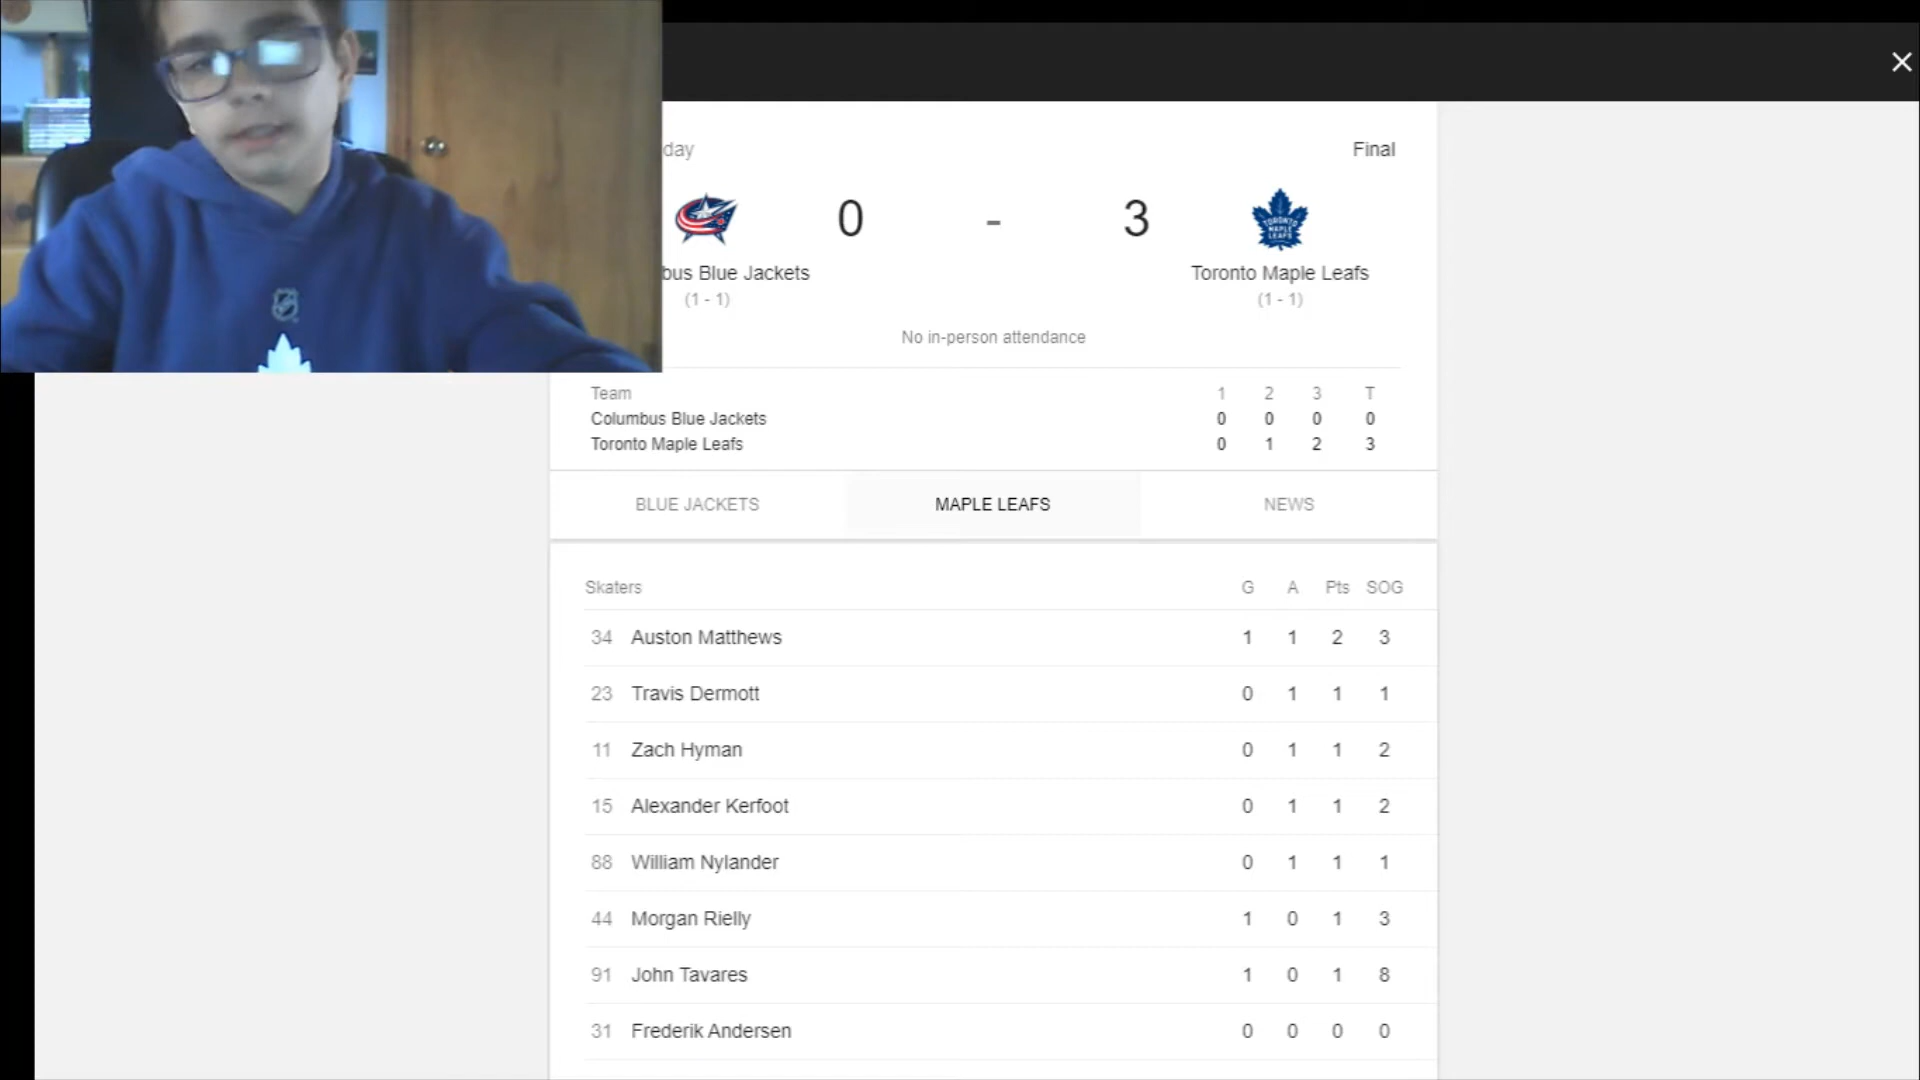 day Final
0 - 3
TORONTO MAPLE LEAFS
bus Blue Jackets Toronto Maple Leafs
(1 - 1) (1 - 1)
No in-person attendance
Team 1 2 3 T
Columbus Blue Jackets 0 0 0 0
Toronto Maple Leafs 0 1 2 3
BLUE JACKETS MAPLE LEAFS NEWS
Skaters G A Pts SOG
34 Auston Matthews 1 1 2 3
23 Travis Dermott 0 1 1 1
11 Zach Hyman 0 1 1 2
15 Alexander Kerfoot 0 1 1 2
88 William Nylander 0 1 1 1
44 Morgan Rielly 1 0 1 3
91 John Tavares 1 0 1 8
31 Frederik Andersen 0 0 0 0